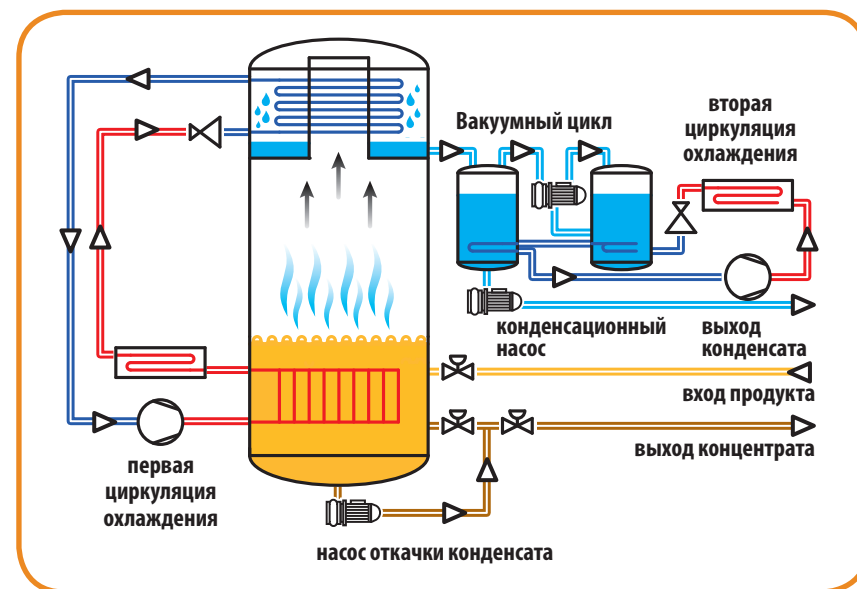 Вакуумный цикл
вторая
циркуляция
охлаждения
конденсационный
насос
выход
конденсата
вход продукта
выход концентрата
первая
циркуляция
охлаждения
насос откачки конденсата